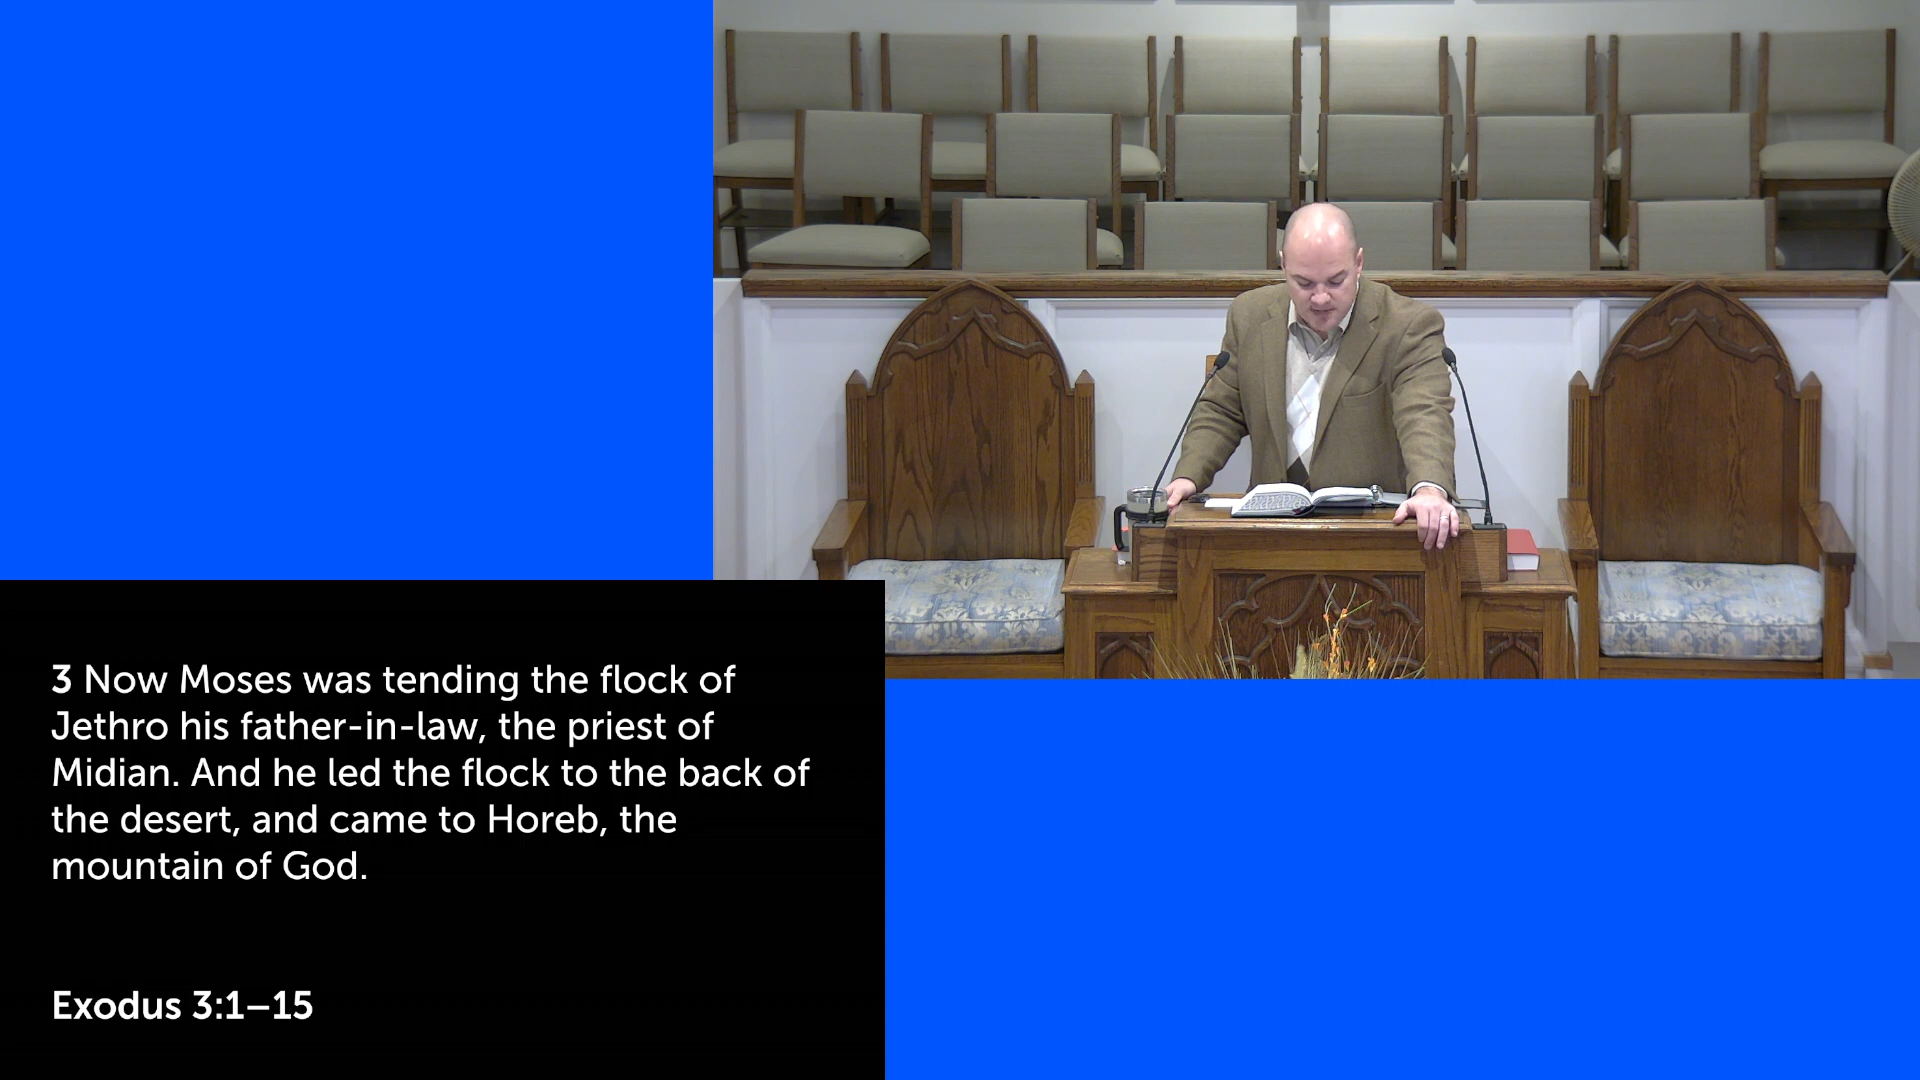 3 Now Moses was tending the flock of
Jethro his father-in-law, the priest of
Midian. And he led the flock to the back of
the desert, and came to Horeb, the
mountain of God.
Exodus 3:1–15